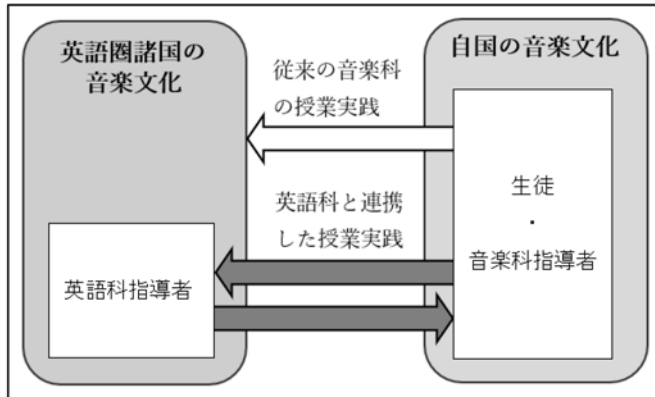 英語圏諸国の
音楽文化
自国の音楽文化
従来の音楽科
の授業実践
英語科と連携
した授業実践
英語科指導者
生徒
・
音楽科指導者